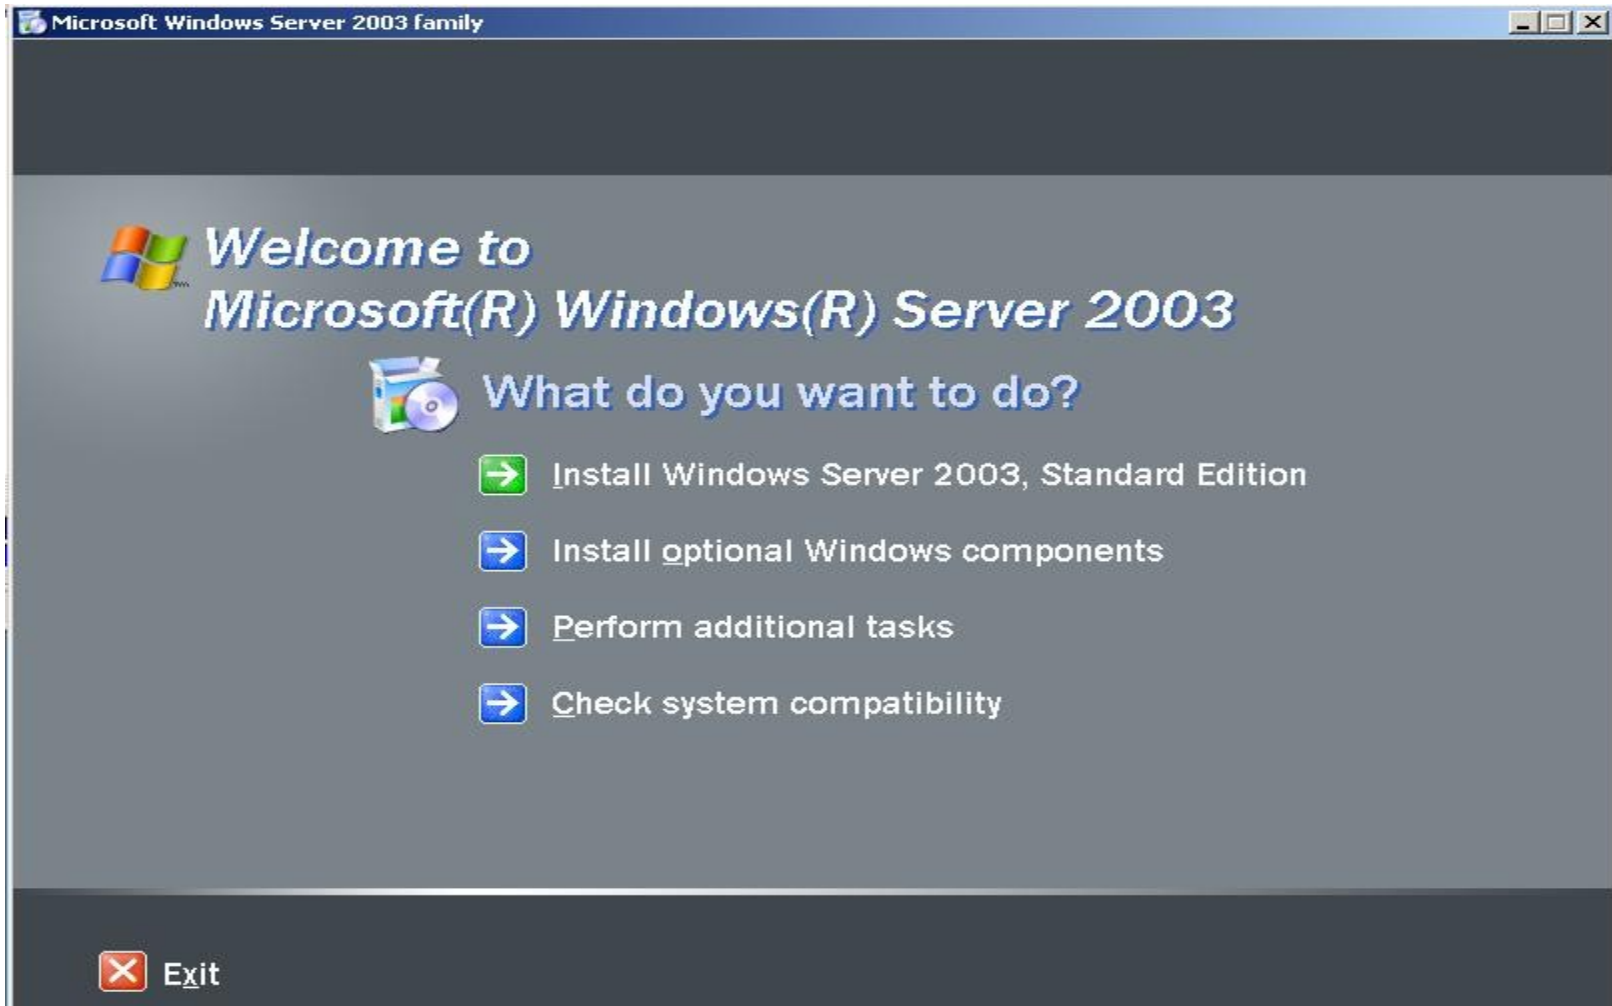 Microsoft Windows Server 2003 family
Welcome to
Microsoft(R) Windows(R) Server 2003
What do you want to do?
Install Windows Server 2003, Standard Edition
Install optional Windows components
Perform additional tasks
Check system compatibility
Exit